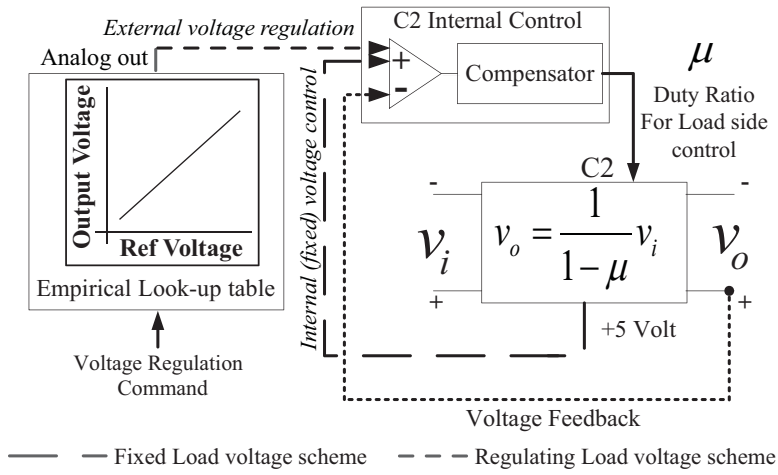 External voltage regulation
C2 Internal Control
Analog out
+
-
Compensator
μ
Duty Ratio
For Load side
control
Output Voltage
Ref Voltage
Empirical Look-up table
Internal (fixed) voltage control
C2
-
-
v_i
v_o = 1/(1-μ) v_i
v_o
+
+
+5 Volt
Voltage Regulation
Command
Voltage Feedback
Fixed Load voltage scheme
Regulating Load voltage scheme